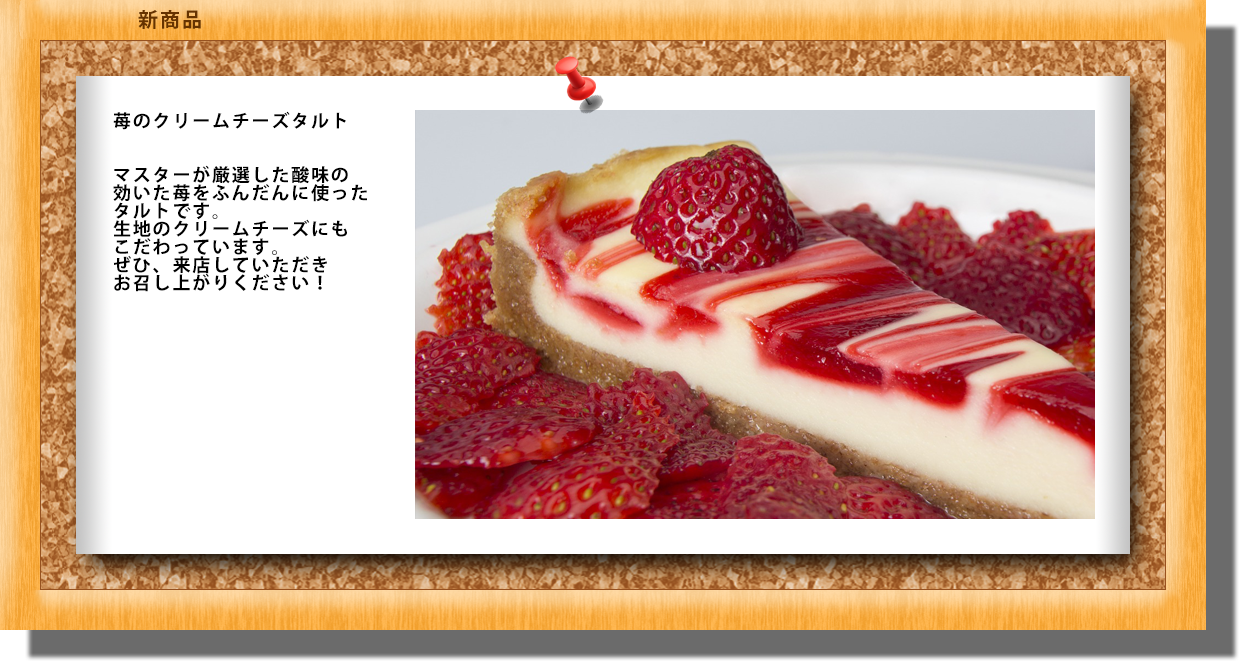 新商品
苺のクリームチーズタルト
マスターが厳選した酸味の
効いた苺をふんだんに使った
タルトです。
生地のクリームチーズにも
こだわっています。
ぜひ、来店していただき
お召し上がりください！